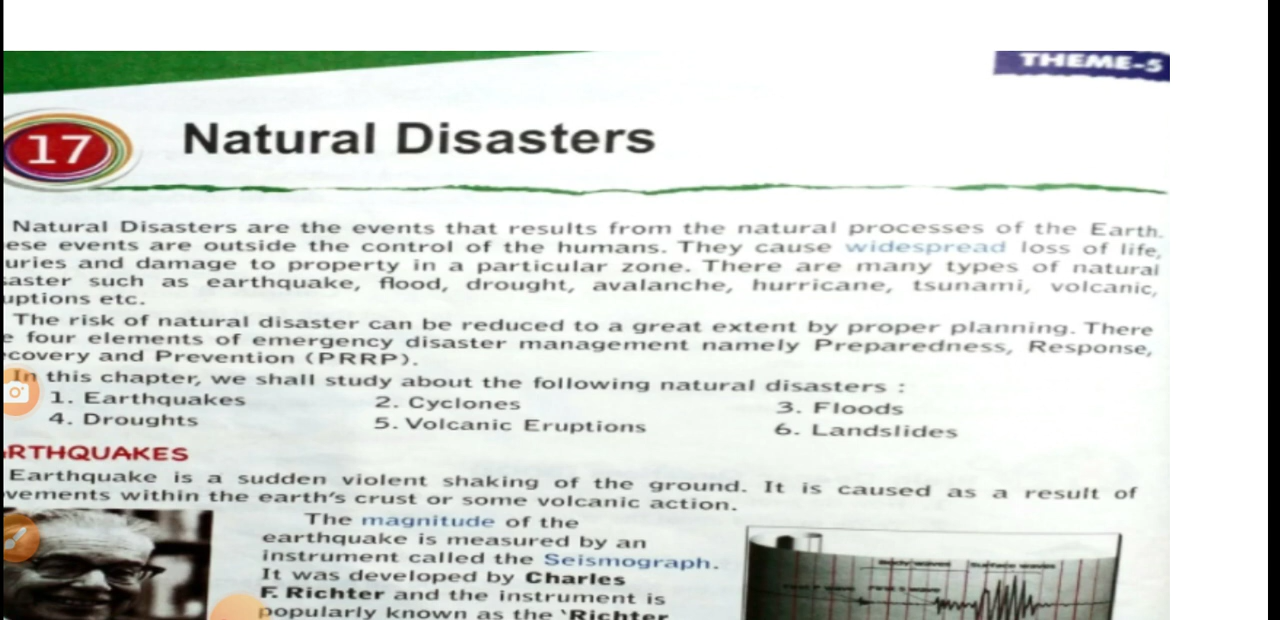 THEME-5
17
Natural Disasters
Natural Disasters are the events that results from the natural processes of the Earth.
ese events are outside the control of the humans. They cause widespread loss of life,
uries and damage to property in a particular zone. There are many types of natural
saster such as earthquake, flood, drought, avalanche, hurricane, tsunami, volcanic,
uptions etc.
The risk of natural disaster can be reduced to a great extent by proper planning. There
e four elements of emergency disaster management namely Preparedness, Response,
covery and Prevention (PRRP).
In this chapter, we shall study about the following natural disasters :
1. Earthquakes 2. Cyclones 3. Floods
4. Droughts 5. Volcanic Eruptions 6. Landslides
RTHQUAKES
Earthquake is a sudden violent shaking of the ground. It is caused as a result of
vements within the earth's crust or some volcanic action.
The magnitude of the
earthquake is measured by an
instrument called the Seismograph.
It was developed by Charles
F. Richter and the instrument is
popularly known as the 'Richter
Body waves Surface waves